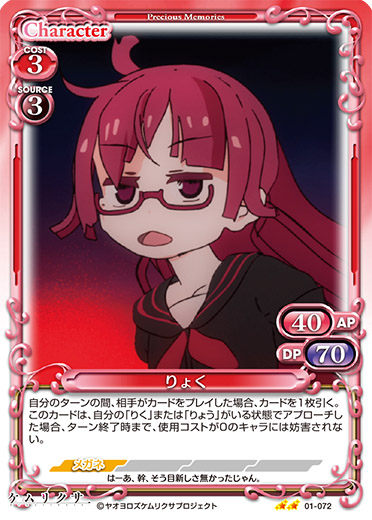 Precious Memories
Character
COST
3
SOURCE
3
40 AP
DP 70
りょく
自分のターンの間、相手がカードをプレイした場合、カードを1枚引く。
このカードは、自分の「りく」または「りょう」がいる状態でアプローチし
た場合、ターン終了時まで、使用コストが0のキャラには妨害されな
い。
メガネ
はーあ、幹、そう目新しさ無かったじゃん。
ケムリクサ
©ヤオヨロズケムリクサプロジェクト
01-072